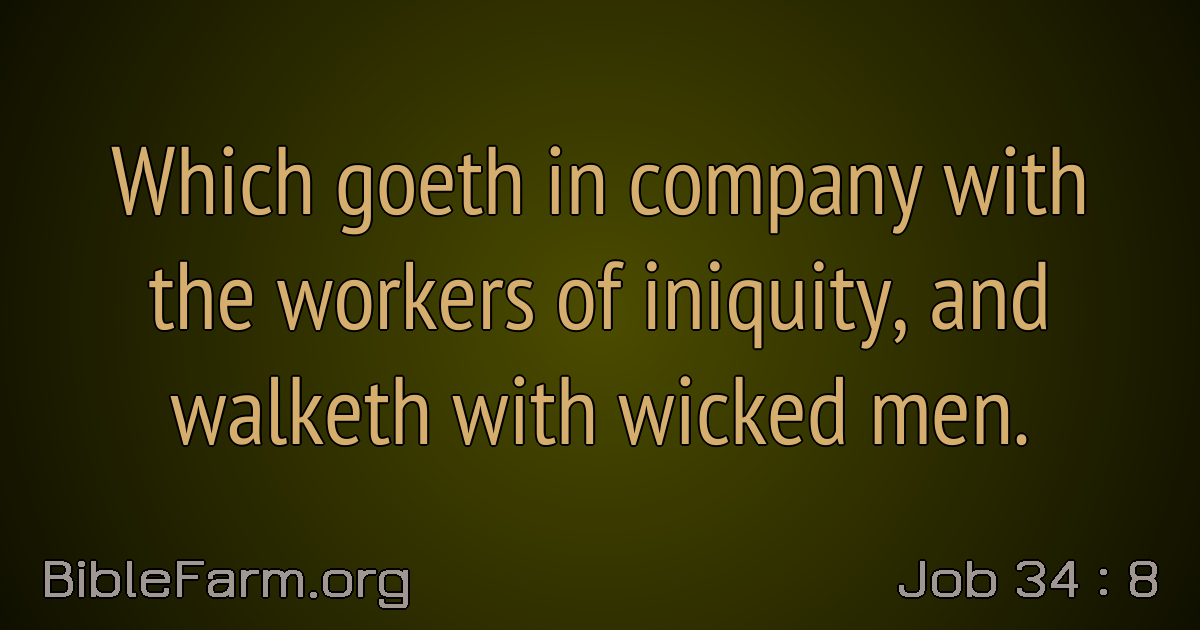 Which goeth in company with
the workers of iniquity, and
walketh with wicked men.
BibleFarm.org
Job 34 : 8